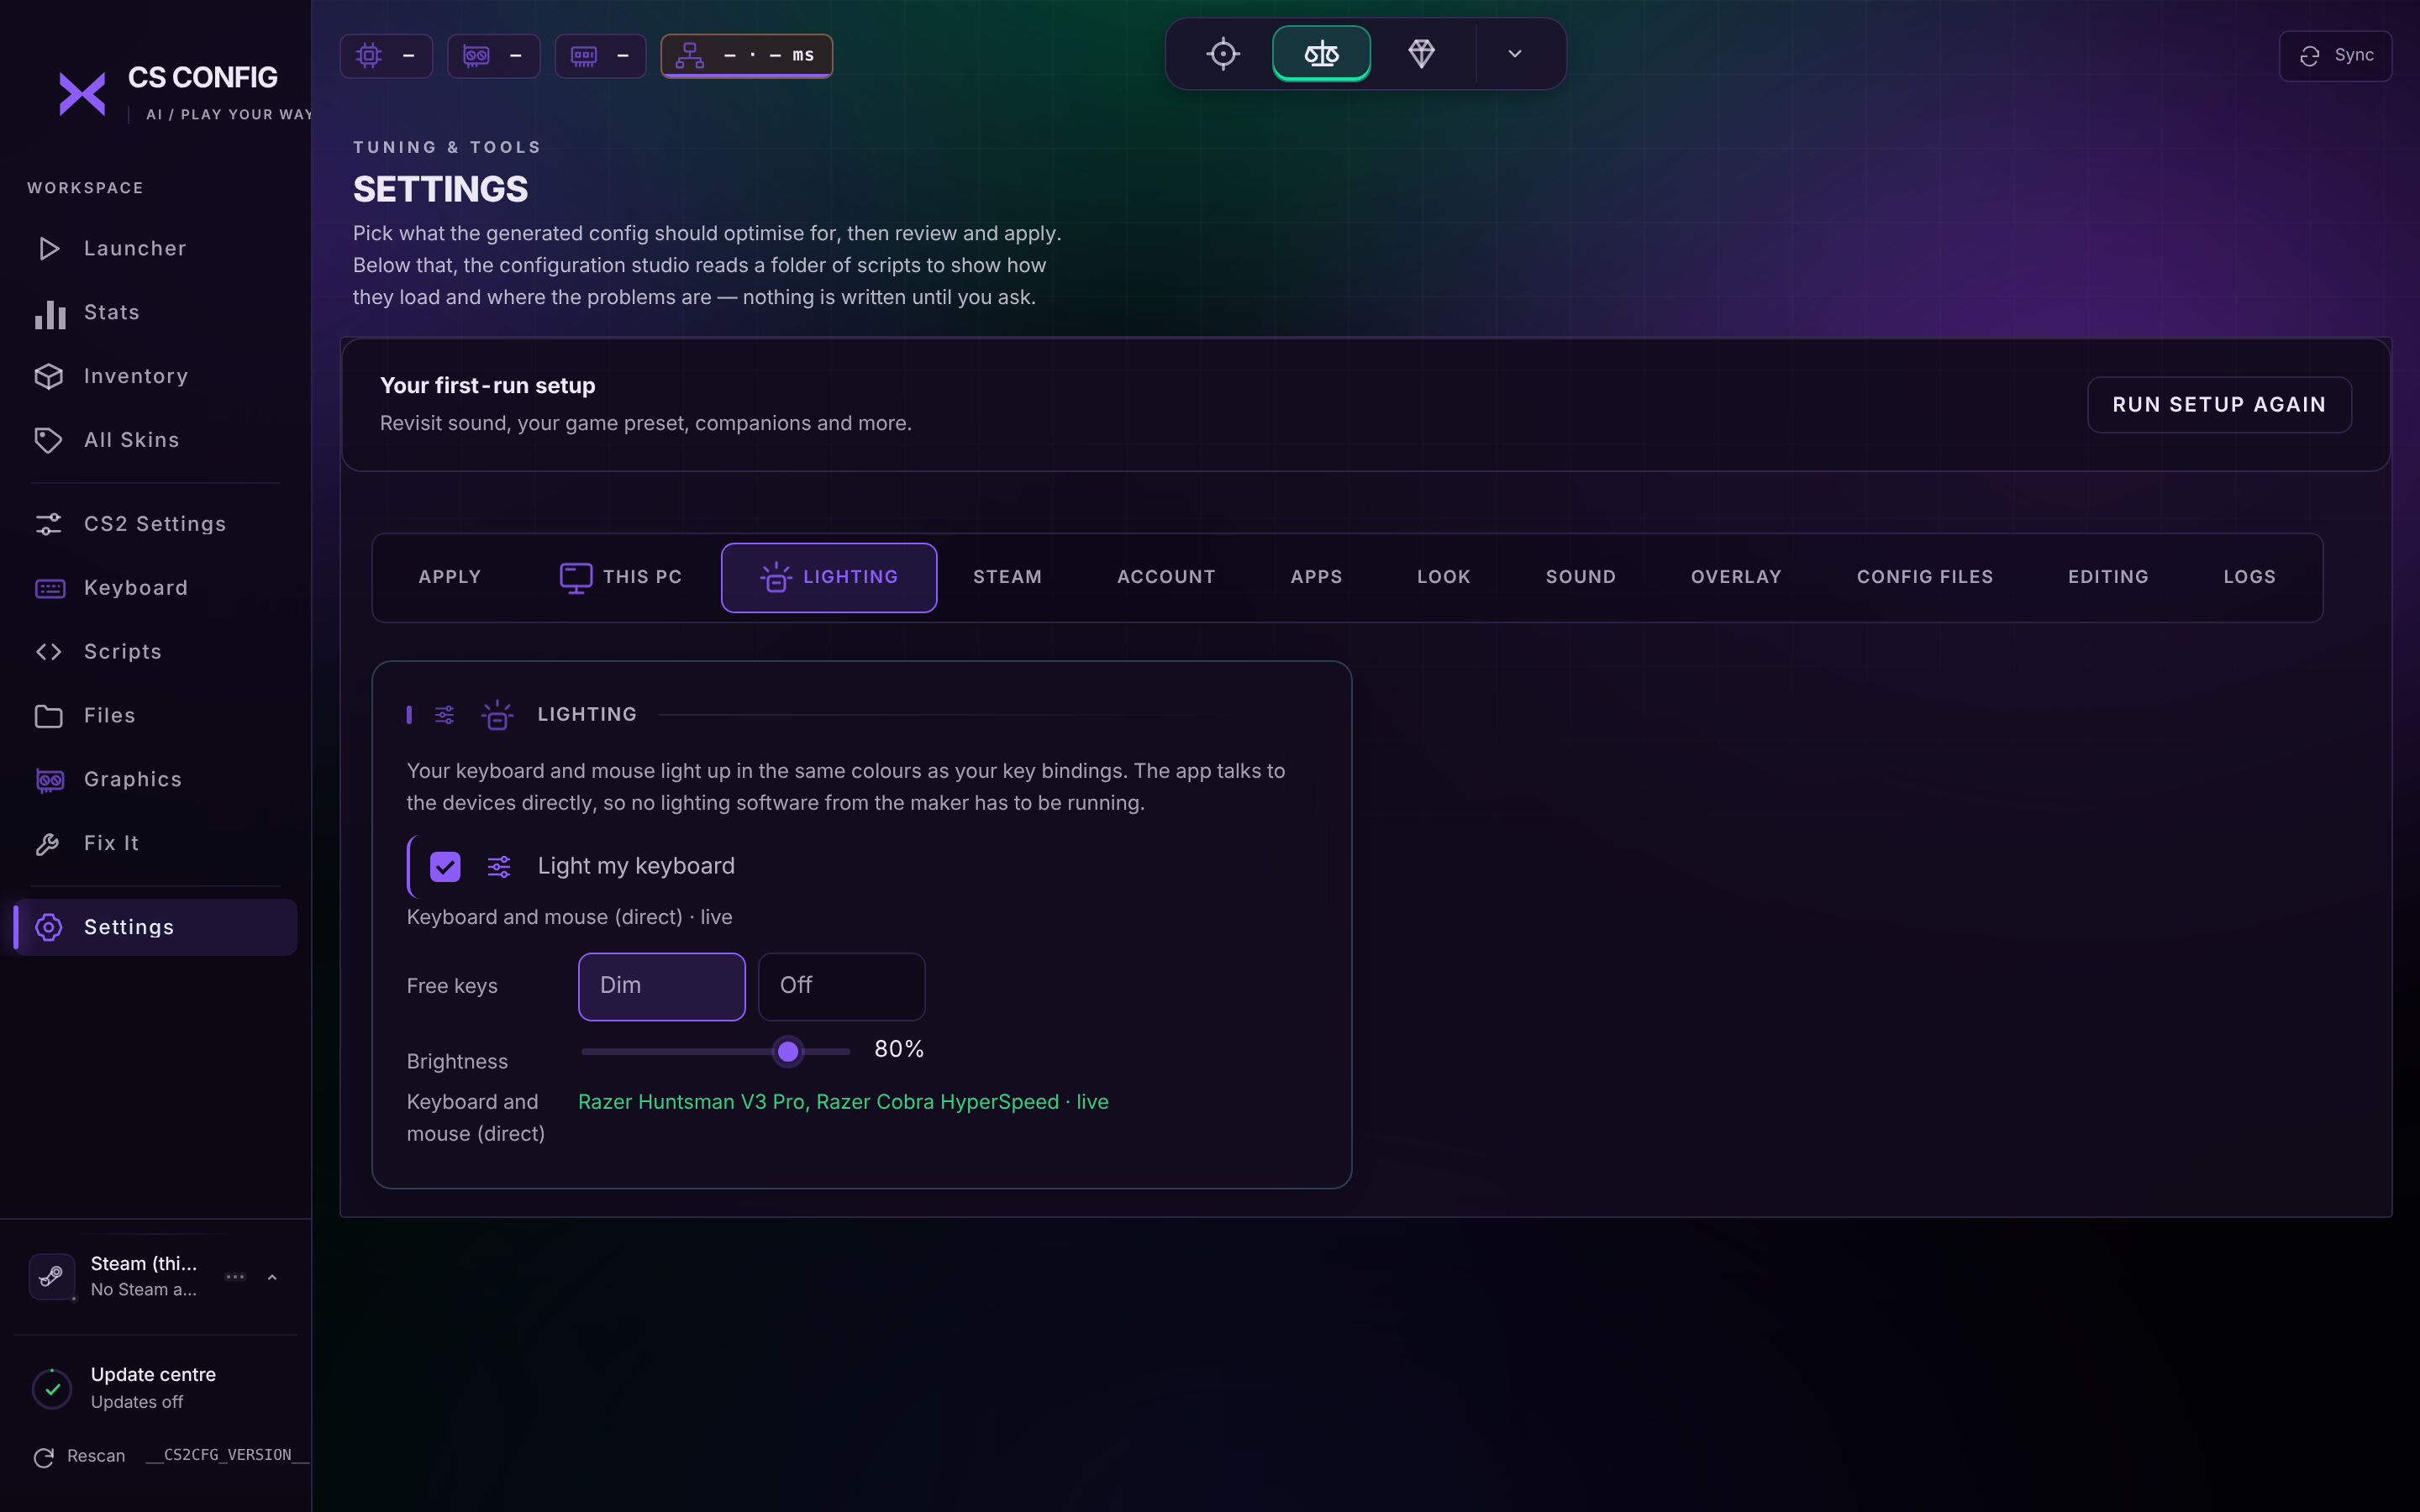 CS CONFIG
AI / PLAY YOUR WAY
WORKSPACE
Launcher
Stats
Inventory
All Skins
CS2 Settings
Keyboard
Scripts
Files
Graphics
Fix It
Settings
Steam (thi...
No Steam a...
Update centre
Updates off
Rescan __CS2CFG_VERSION__
– – – – · – ms
Sync
TUNING & TOOLS
SETTINGS
Pick what the generated config should optimise for, then review and apply.
Below that, the configuration studio reads a folder of scripts to show how
they load and where the problems are — nothing is written until you ask.
Your first-run setup
Revisit sound, your game preset, companions and more.
RUN SETUP AGAIN
APPLY THIS PC LIGHTING STEAM ACCOUNT APPS LOOK SOUND OVERLAY CONFIG FILES EDITING LOGS
LIGHTING
Your keyboard and mouse light up in the same colours as your key bindings. The app talks to
the devices directly, so no lighting software from the maker has to be running.
Light my keyboard
Keyboard and mouse (direct) · live
Free keys Dim Off
Brightness 80%
Keyboard and Razer Huntsman V3 Pro, Razer Cobra HyperSpeed · live
mouse (direct)